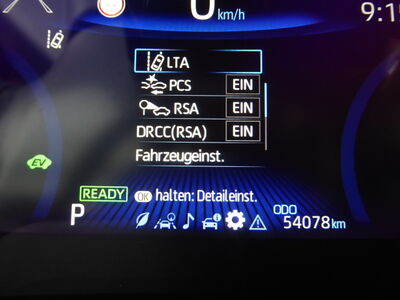 0
km/h
9:15
LTA
PCS EIN
RSA EIN
DRCC(RSA) EIN
Fahrzeugeinst.
EV
READY OK halten: Detaileinst.
P
ODO
54078 km